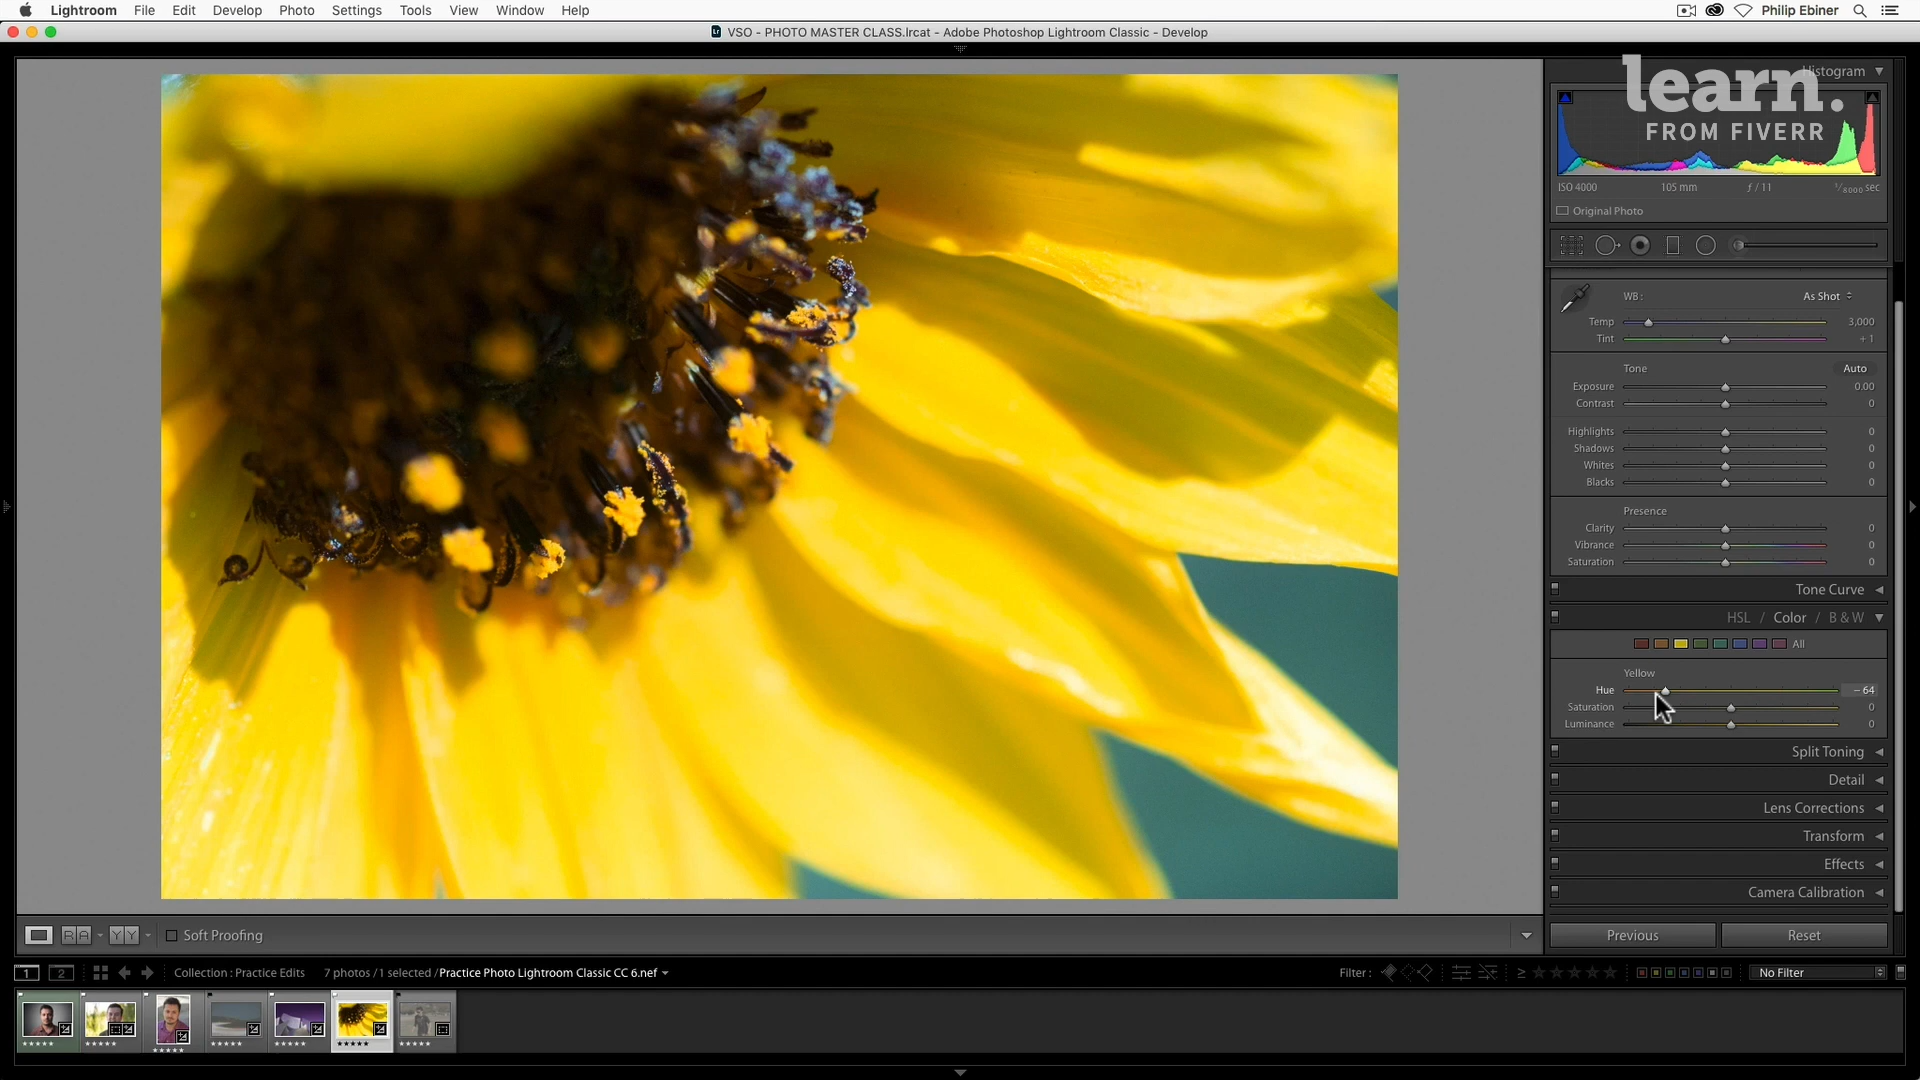 Lightroom File Edit Develop Photo Settings Tools View Window Help Philip Ebiner
VSO - PHOTO MASTER CLASS.lrcat - Adobe Photoshop Lightroom Classic - Develop
learn.
FROM FIVERR
Histogram
ISO 4000 105 mm ƒ / 11 1/8000 sec
Original Photo
WB : As Shot
Temp 3,000
Tint + 1
Tone Auto
Exposure 0.00
Contrast 0
Highlights 0
Shadows 0
Whites 0
Blacks 0
Presence
Clarity 0
Vibrance 0
Saturation 0
Tone Curve
HSL / Color / B & W
All
Yellow
Hue – 64
Saturation 0
Luminance 0
Split Toning
Detail
Lens Corrections
Transform
Effects
Camera Calibration
Previous Reset
R A Y Y Soft Proofing
1 2 Collection : Practice Edits 7 photos / 1 selected / Practice Photo Lightroom Classic CC 6.nef Filter : ≥ No Filter